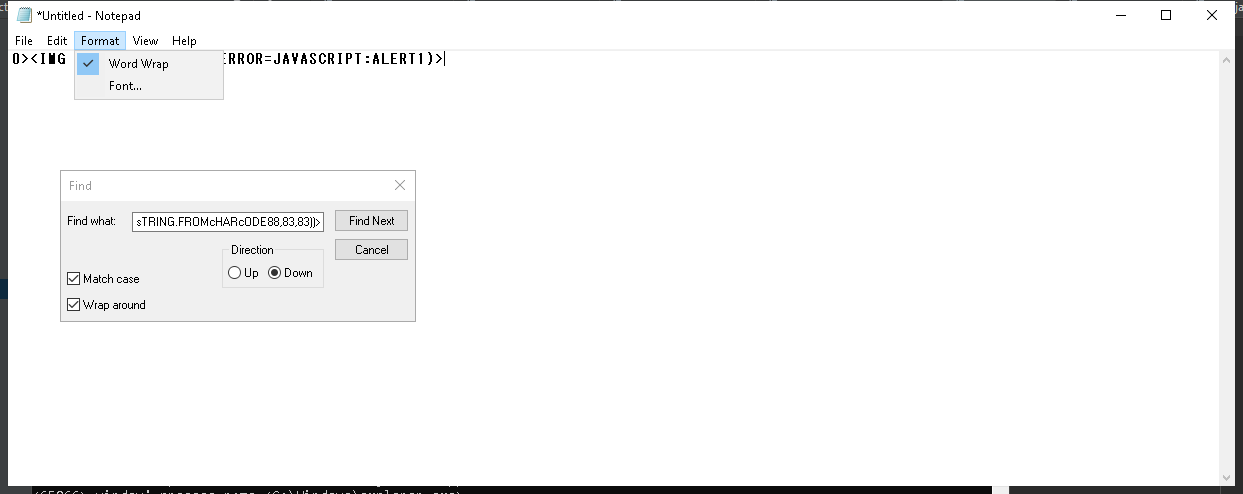 *Untitled - Notepad
File Edit Format View Help
0><IMG ERROR=JAVASCRIPT:ALERT1)>
Word Wrap
Font...
Find
Find what: sTRING.FROMcHARcODE88,83,83))> Find Next
Direction Cancel
Up Down
Match case
Wrap around